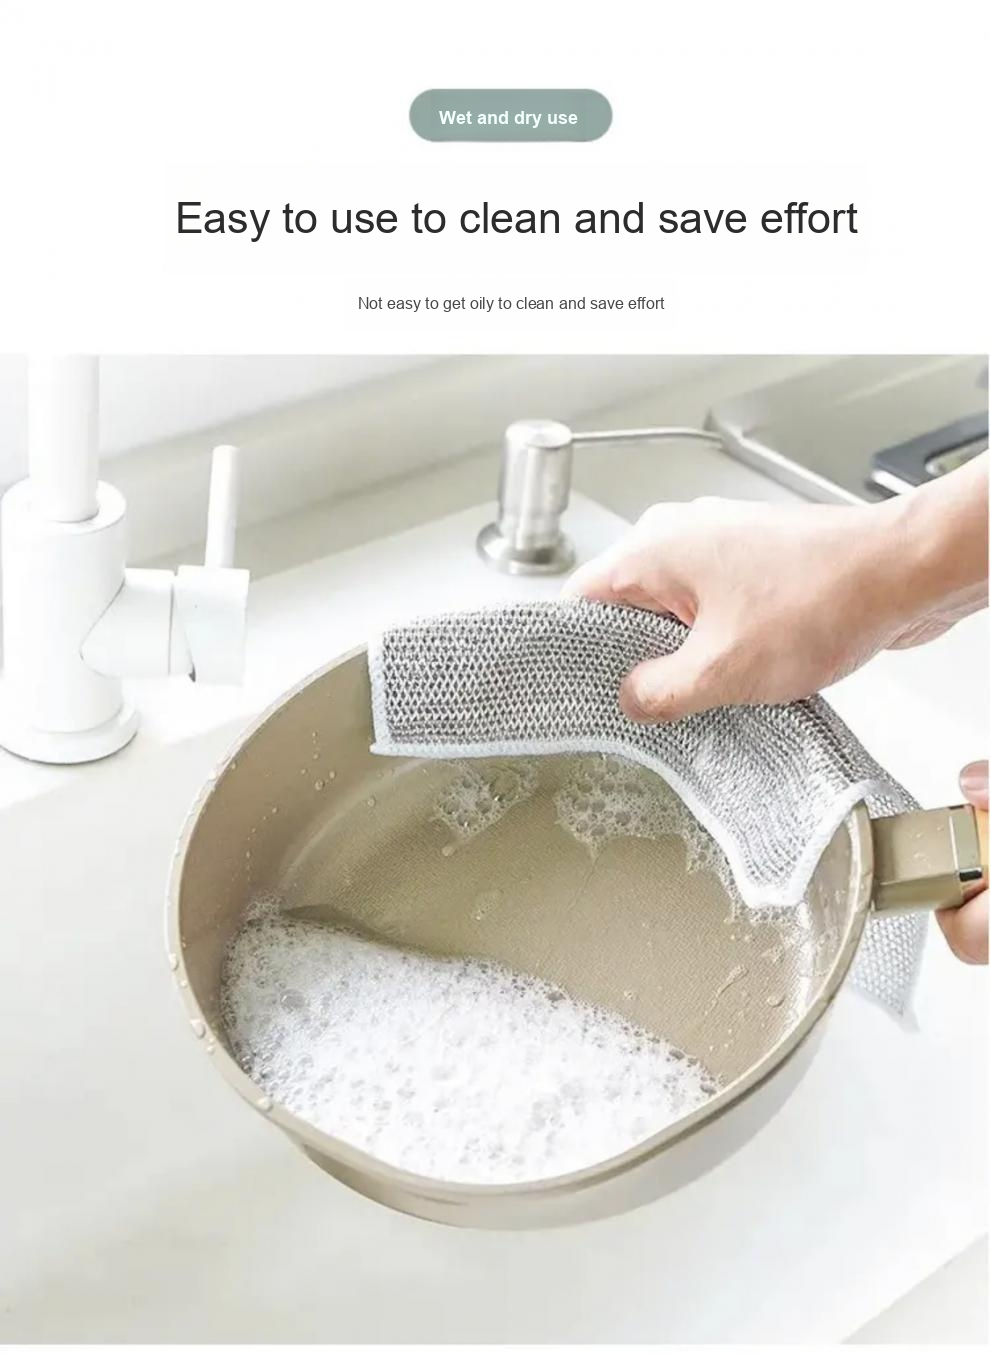 Wet and dry use
Easy to use to clean and save effort
Not easy to get oily to clean and save effort